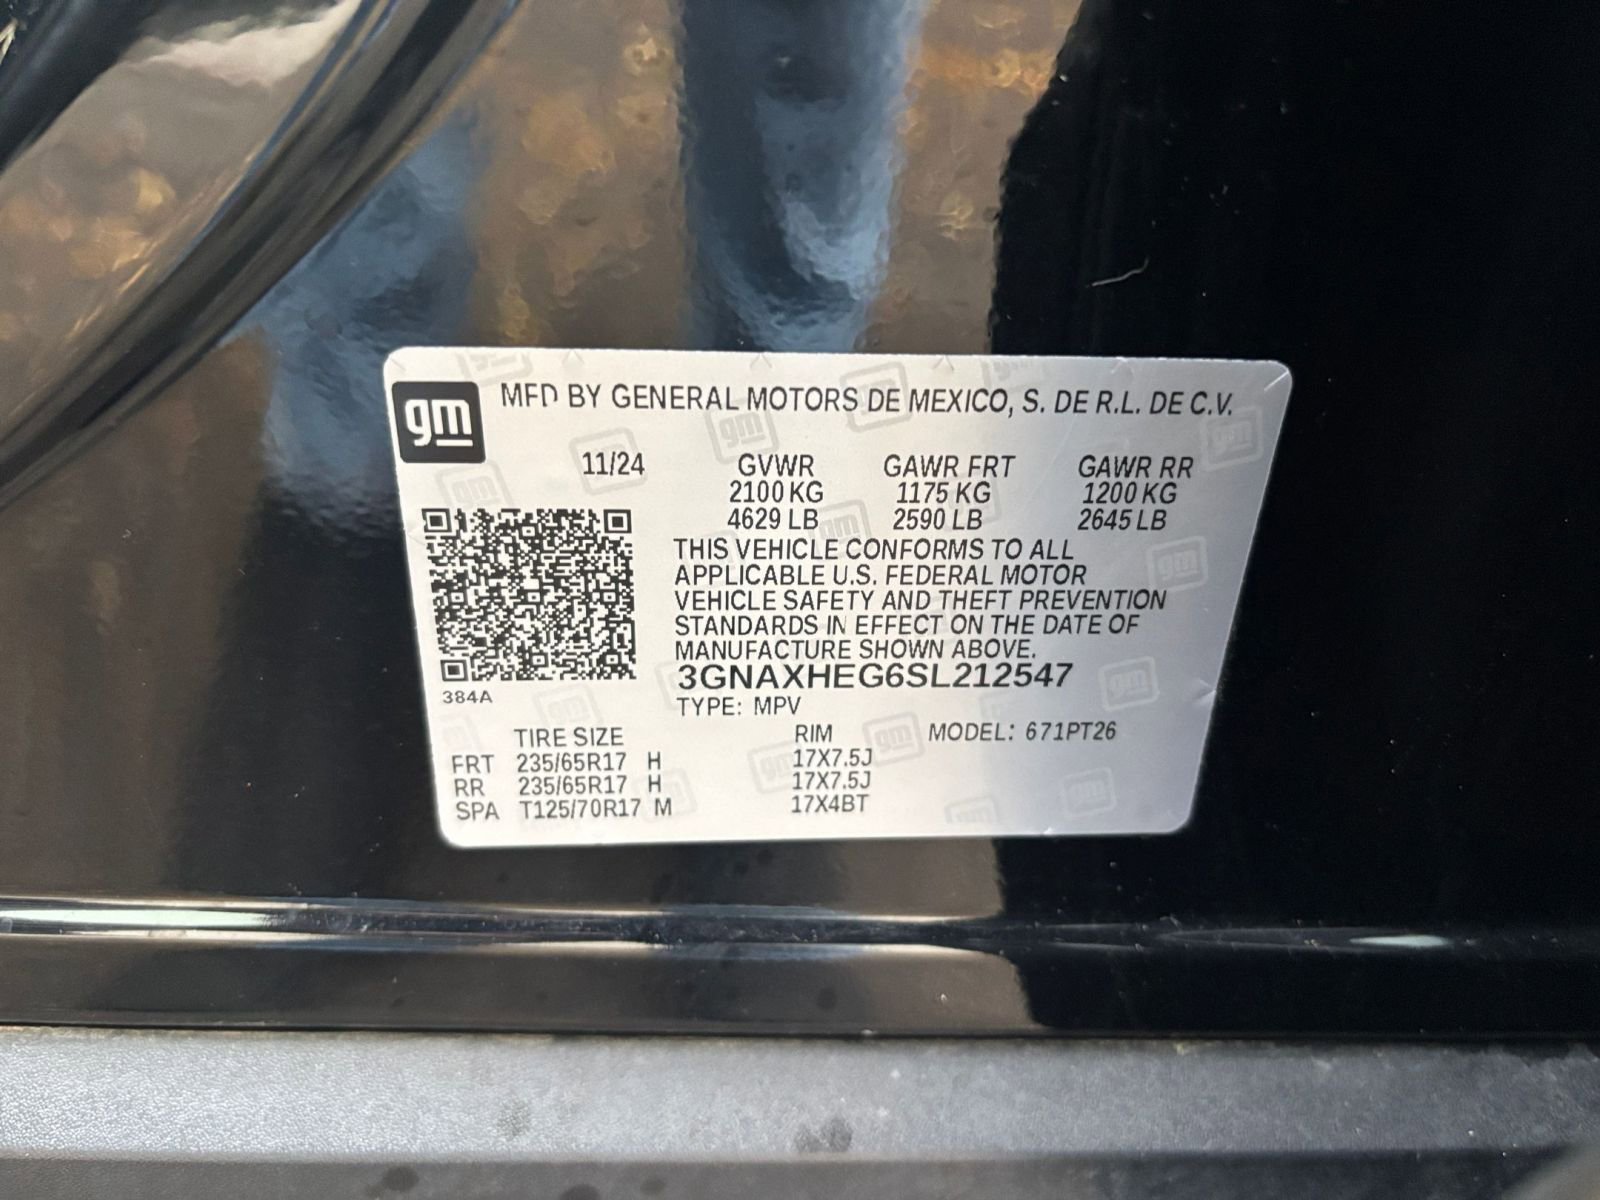 gm
MFD BY GENERAL MOTORS DE MEXICO, S. DE R.L. DE C.V.
11/24 GVWR GAWR FRT GAWR RR
2100 KG 1175 KG 1200 KG
4629 LB 2590 LB 2645 LB
THIS VEHICLE CONFORMS TO ALL
APPLICABLE U.S. FEDERAL MOTOR
VEHICLE SAFETY AND THEFT PREVENTION
STANDARDS IN EFFECT ON THE DATE OF
MANUFACTURE SHOWN ABOVE.
3GNAXHEG6SL212547
384A
TYPE: MPV
TIRE SIZE RIM MODEL: 671PT26
FRT 235/65R17 H 17X7.5J
RR 235/65R17 H 17X7.5J
SPA T125/70R17 M 17X4BT